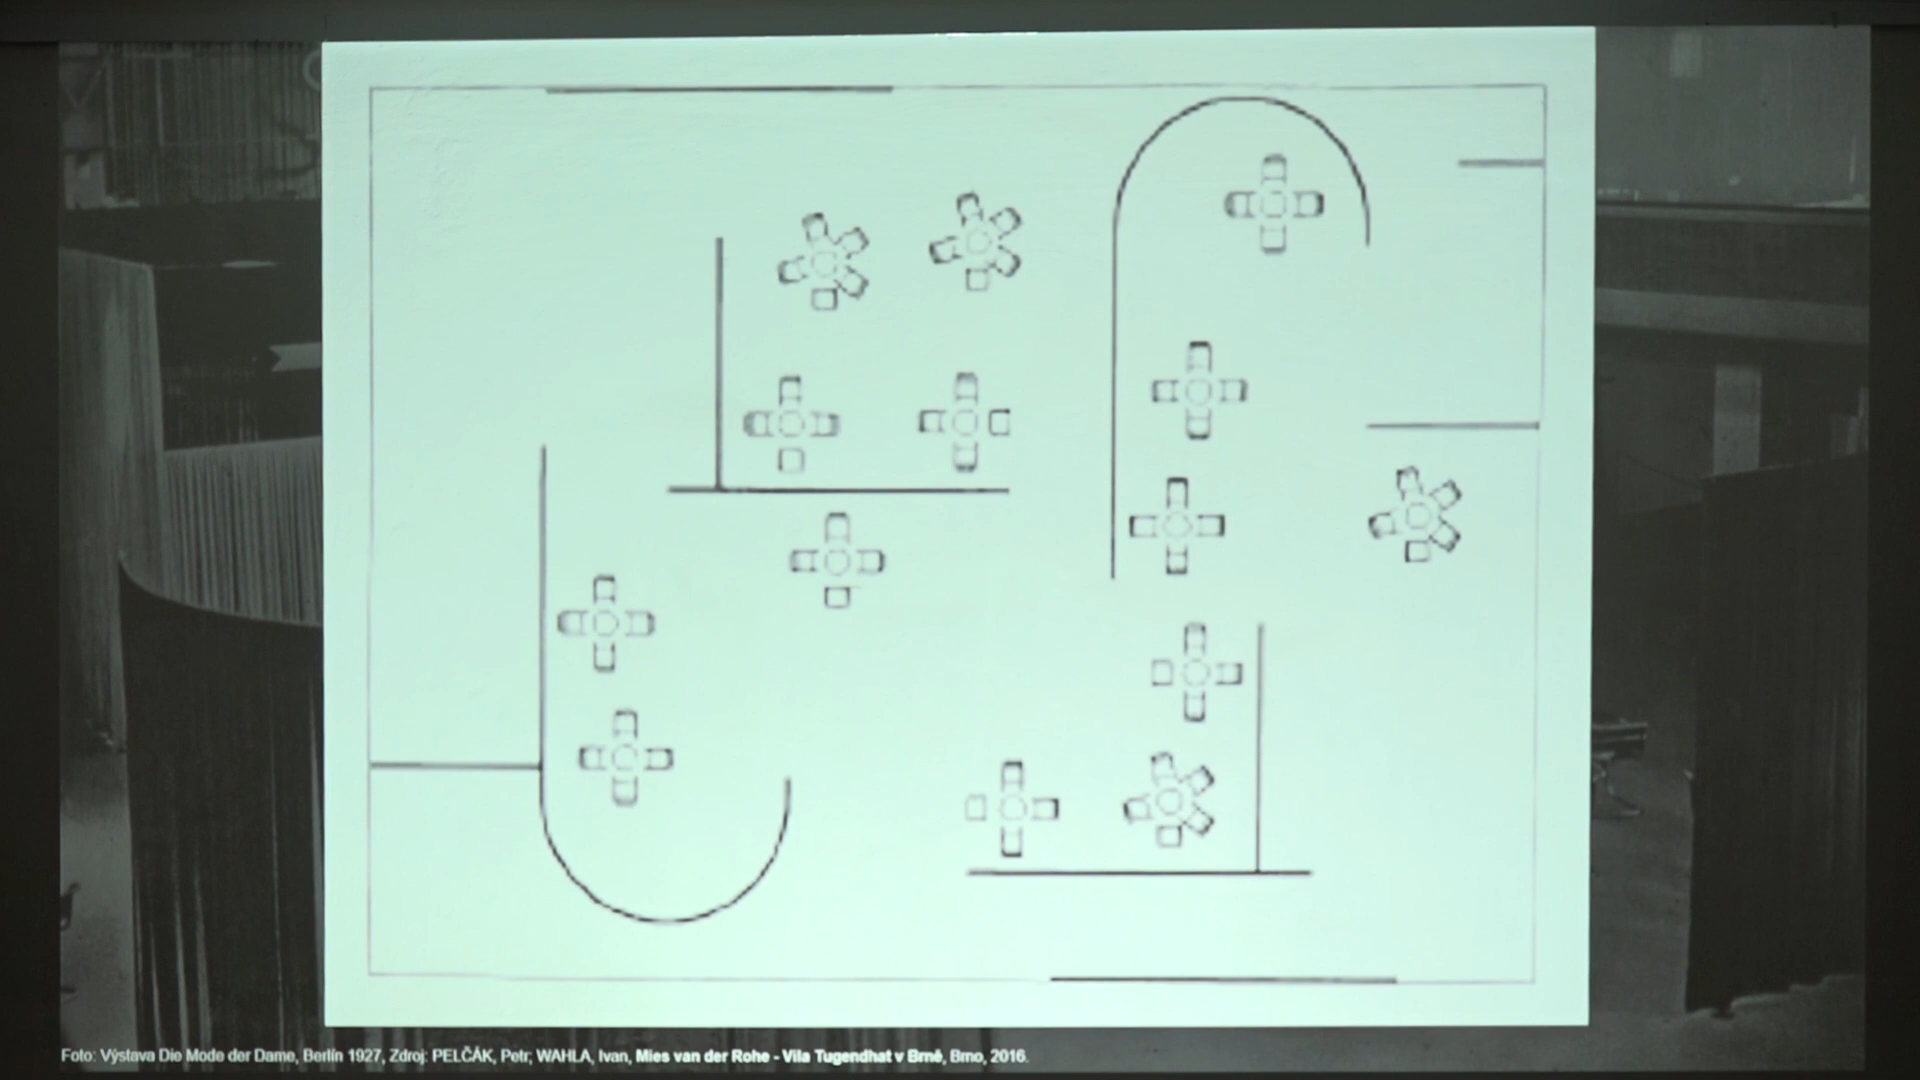 Foto: Výstava Die Mode der Dame, Berlín 1927, Zdroj: PELČÁK, Petr, WAHLA, Ivan, Mies van der Rohe - Vila Tugendhat v Brně, Brno, 2016.